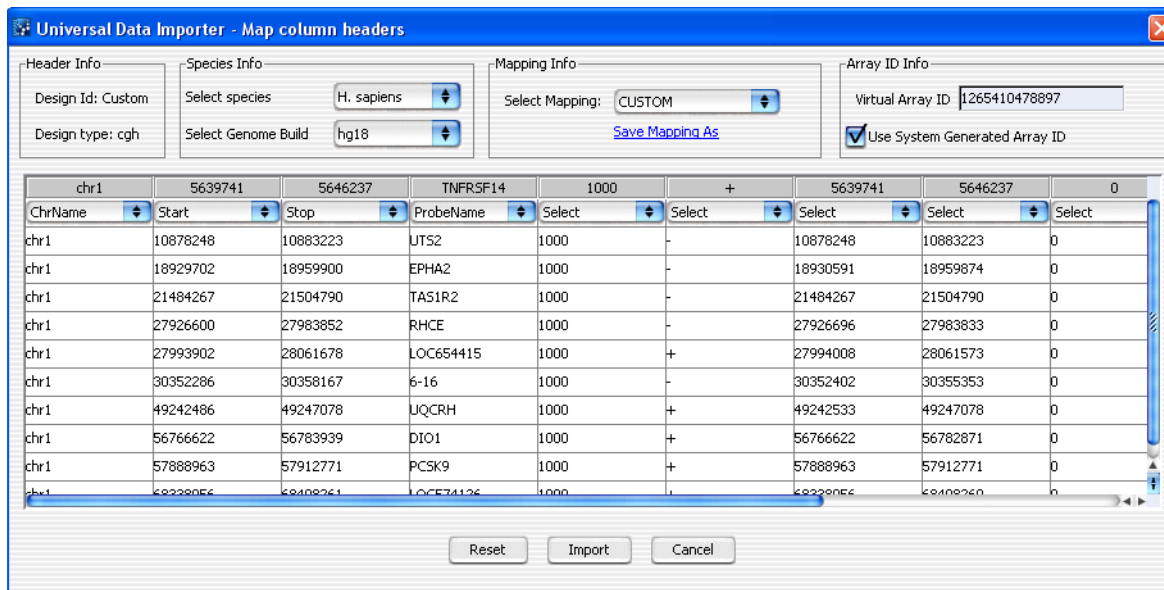 Universal Data Importer - Map column headers
Header Info
Design Id: Custom
Design type: cgh
Species Info
Select species H. sapiens
Select Genome Build hg18
Mapping Info
Select Mapping: CUSTOM
Save Mapping As
Array ID Info
Virtual Array ID 1265410478897
Use System Generated Array ID
chr1 5639741 5646237 TNFRSF14 1000 + 5639741 5646237 0
ChrName Start Stop ProbeName Select Select Select Select Select
chr1 10878248 10883223 UTS2 1000 - 10878248 10883223 0
chr1 18929702 18959900 EPHA2 1000 - 18930591 18959874 0
chr1 21484267 21504790 TAS1R2 1000 - 21484267 21504790 0
chr1 27926600 27983852 RHCE 1000 - 27926696 27983833 0
chr1 27993902 28061678 LOC654415 1000 + 27994008 28061573 0
chr1 30352286 30358167 6-16 1000 - 30352402 30355353 0
chr1 49242486 49247078 UQCRH 1000 + 49242533 49247078 0
chr1 56766622 56783939 DIO1 1000 + 56766622 56782871 0
chr1 57888963 57912771 PCSK9 1000 + 57888963 57912771 0
chr1 1000
Reset Import Cancel